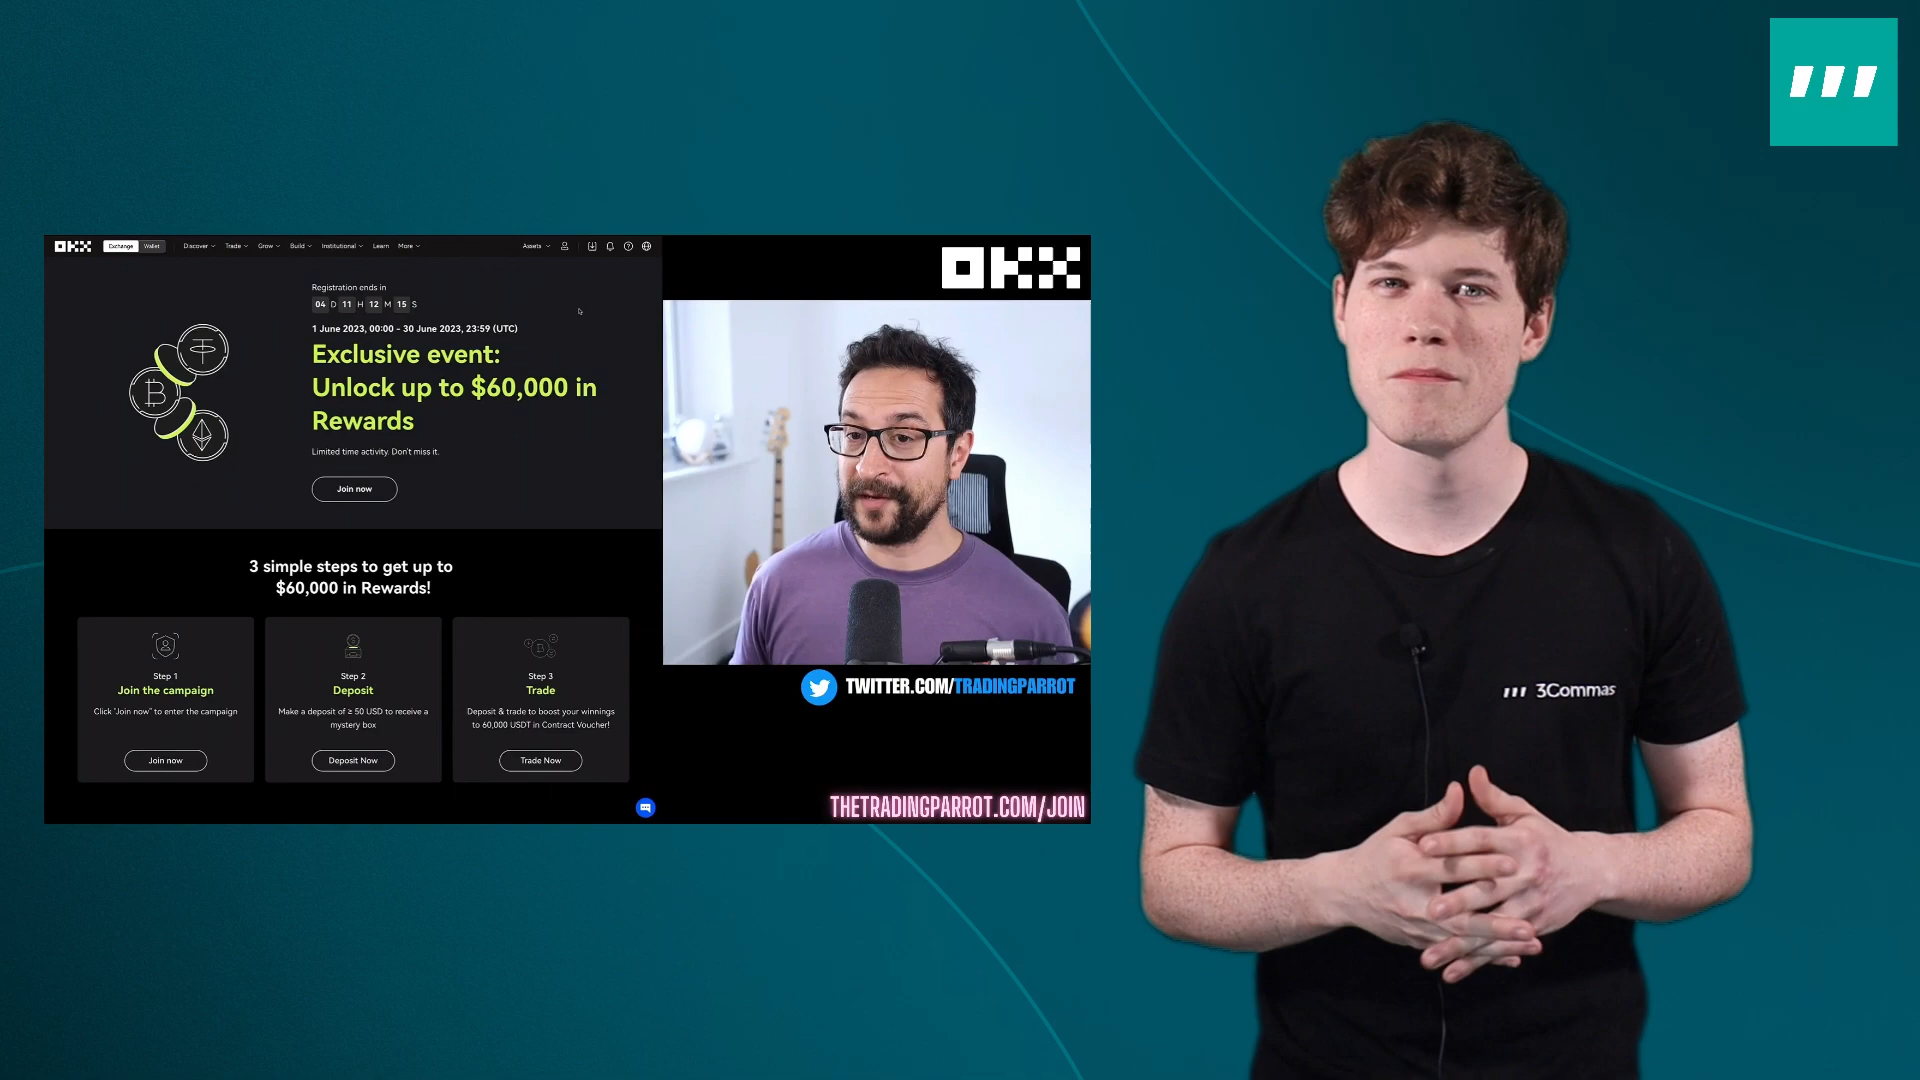 OKX Exchange Wallet Discover Trade Grow Build Institutional Learn More Assets
Registration ends in
04 D 11 H 12 M 15 S
1 June 2023, 00:00 - 30 June 2023, 23:59 (UTC)
Exclusive event:
Unlock up to $60,000 in
Rewards
Limited time activity. Don't miss it.
Join now
3 simple steps to get up to
$60,000 in Rewards!
Step 1
Join the campaign
Click "Join now" to enter the campaign
Join now
Step 2
Deposit
Make a deposit of ≥ 50 USD to receive a
mystery box
Deposit Now
Step 3
Trade
Deposit & trade to boost your winnings
to 60,000 USDT in Contract Voucher!
Trade Now
OKX
TWITTER.COM/TRADINGPARROT
THETRADINGPARROT.COM/JOIN
3Commas